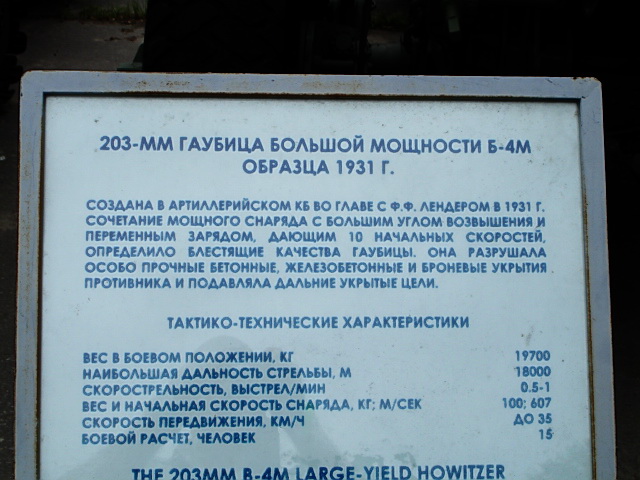 203-ММ ГАУБИЦА БОЛЬШОЙ МОЩНОСТИ Б-4М
ОБРАЗЦА 1931 Г.
СОЗДАНА В АРТИЛЛЕРИЙСКОМ КБ ВО ГЛАВЕ С Ф.Ф. ЛЕНДЕРОМ В 1931 Г.
СОЧЕТАНИЕ МОЩНОГО СНАРЯДА С БОЛЬШИМ УГЛОМ ВОЗВЫШЕНИЯ И
ПЕРЕМЕННЫМ ЗАРЯДОМ, ДАЮЩИМ 10 НАЧАЛЬНЫХ СКОРОСТЕЙ,
ОПРЕДЕЛИЛО БЛЕСТЯЩИЕ КАЧЕСТВА ГАУБИЦЫ. ОНА РАЗРУШАЛА
ОСОБО ПРОЧНЫЕ БЕТОННЫЕ, ЖЕЛЕЗОБЕТОННЫЕ И БРОНЕВЫЕ УКРЫТИЯ
ПРОТИВНИКА И ПОДАВЛЯЛА ДАЛЬНИЕ УКРЫТЫЕ ЦЕЛИ.
ТАКТИКО-ТЕХНИЧЕСКИЕ ХАРАКТЕРИСТИКИ
ВЕС В БОЕВОМ ПОЛОЖЕНИИ, КГ 19700
НАИБОЛЬШАЯ ДАЛЬНОСТЬ СТРЕЛЬБЫ, М 18000
СКОРОСТРЕЛЬНОСТЬ, ВЫСТРЕЛ/МИН 0.5-1
ВЕС И НАЧАЛЬНАЯ СКОРОСТЬ СНАРЯДА, КГ; М/СЕК 100; 607
СКОРОСТЬ ПЕРЕДВИЖЕНИЯ, КМ/Ч ДО 35
БОЕВОЙ РАСЧЕТ, ЧЕЛОВЕК 15
THE 203MM B-4M LARGE-YIELD HOWITZER